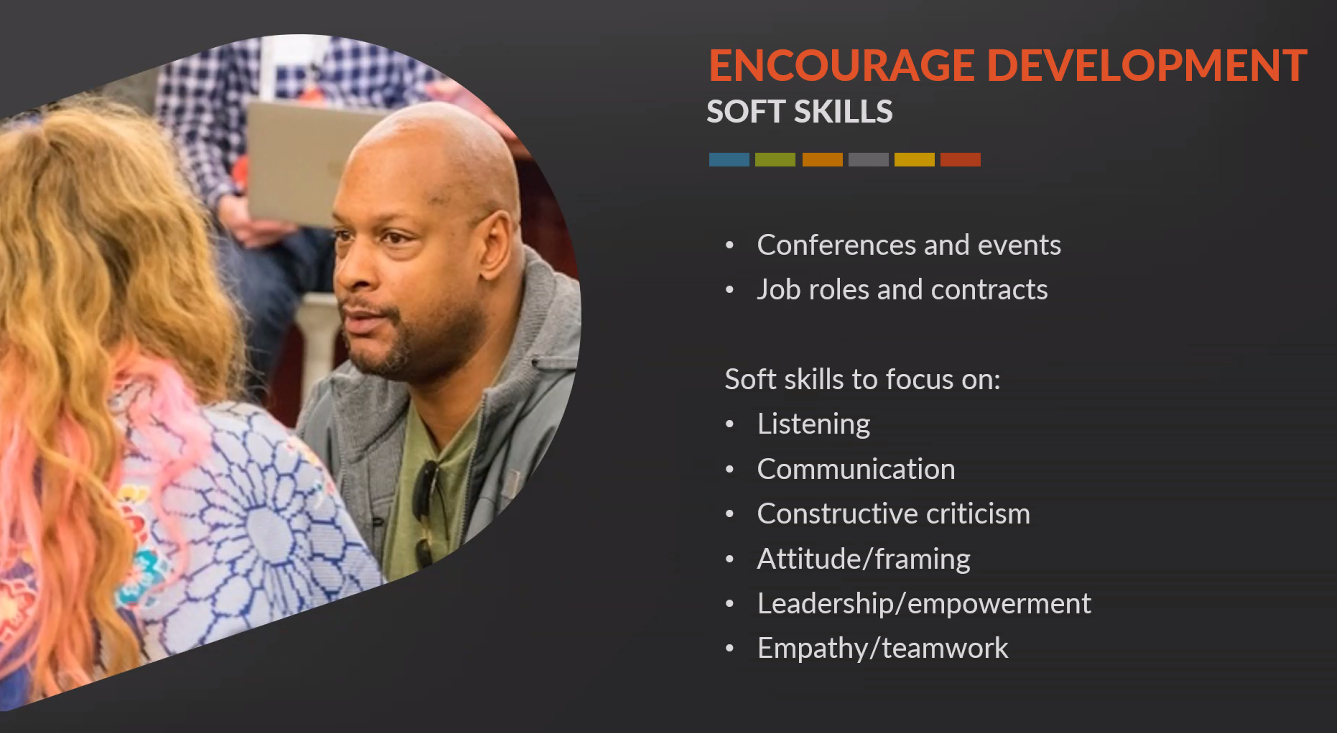 ENCOURAGE DEVELOPMENT
SOFT SKILLS
• Conferences and events
• Job roles and contracts
Soft skills to focus on:
• Listening
• Communication
• Constructive criticism
• Attitude/framing
• Leadership/empowerment
• Empathy/teamwork